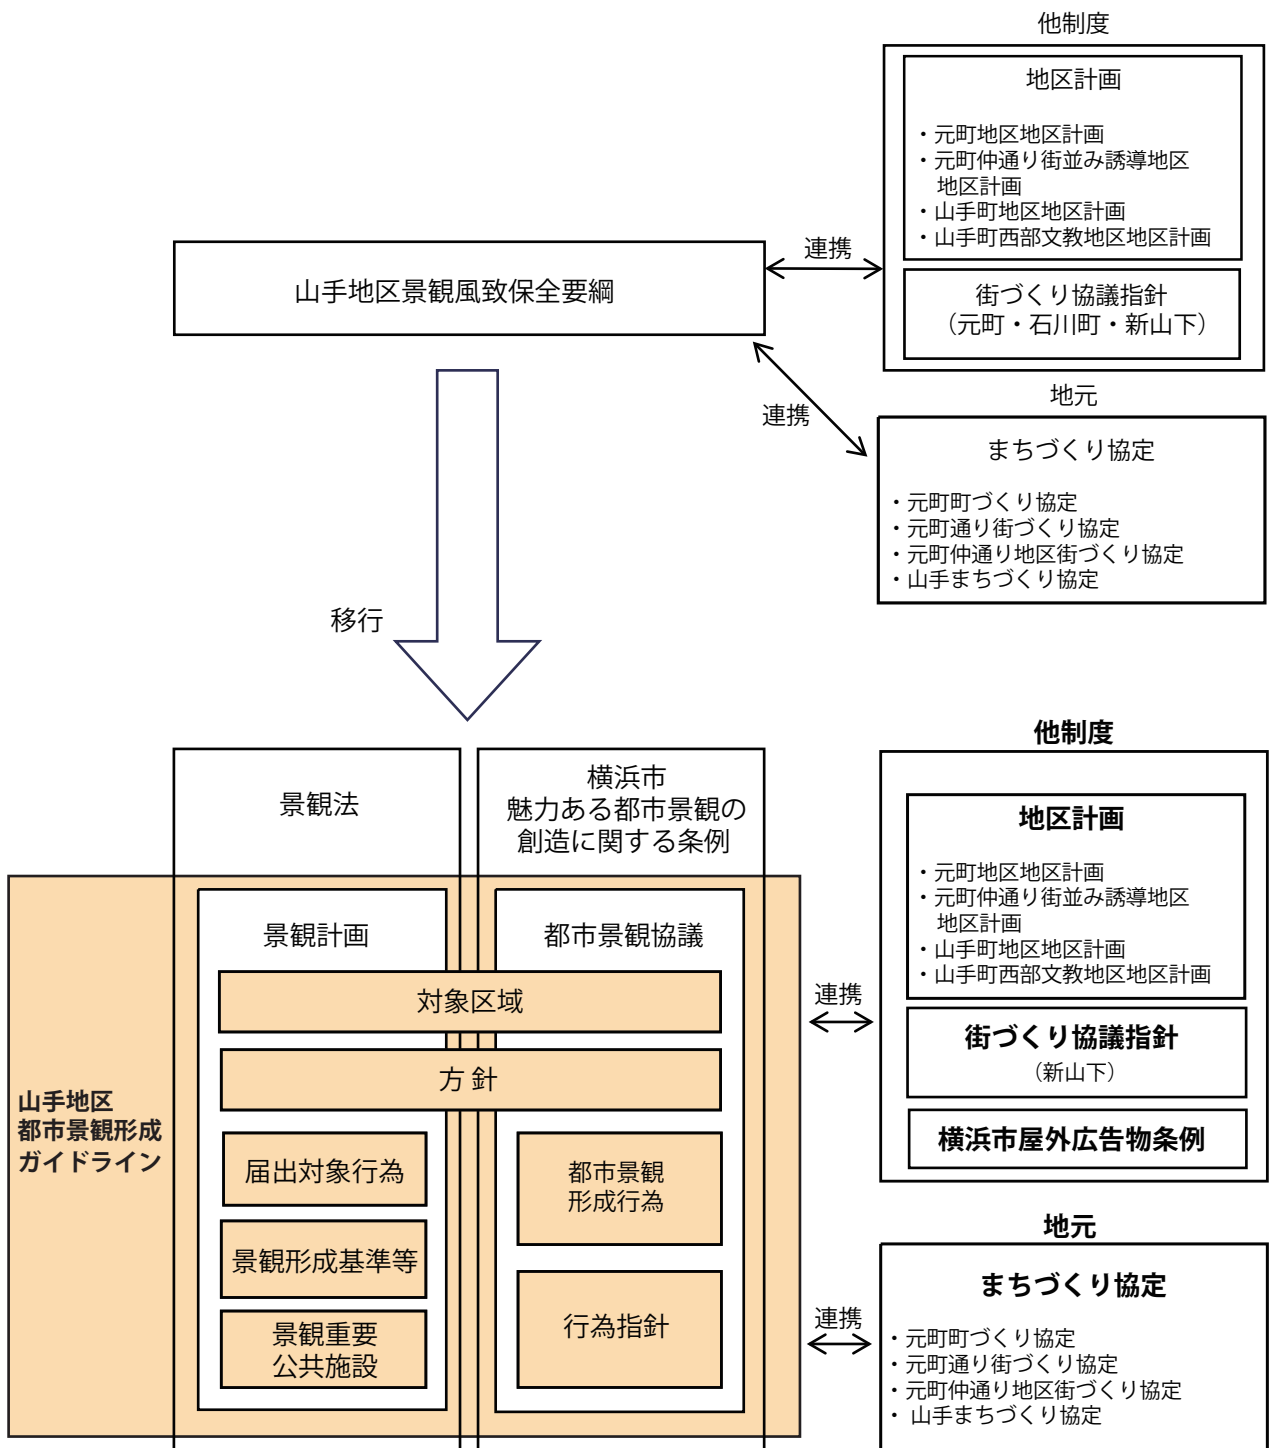 他制度
地区計画
・元町地区地区計画
・元町仲通り街並み誘導地区
地区計画
・山手町地区地区計画
・山手町西部文教地区地区計画
街づくり協議指針
（元町・石川町・新山下）
連携
山手地区景観風致保全要綱
連携
地元
まちづくり協定
・元町町づくり協定
・元町通り街づくり協定
・元町仲通り地区街づくり協定
・山手まちづくり協定
移行
景観法
横浜市
魅力ある都市景観の
創造に関する条例
山手地区
都市景観形成
ガイドライン
景観計画
都市景観協議
対象区域
方針
届出対象行為
景観形成基準等
景観重要
公共施設
都市景観
形成行為
行為指針
連携
他制度
地区計画
・元町地区地区計画
・元町仲通り街並み誘導地区
地区計画
・山手町地区地区計画
・山手町西部文教地区地区計画
街づくり協議指針
（新山下）
横浜市屋外広告物条例
連携
地元
まちづくり協定
・元町町づくり協定
・元町通り街づくり協定
・元町仲通り地区街づくり協定
・ 山手まちづくり協定